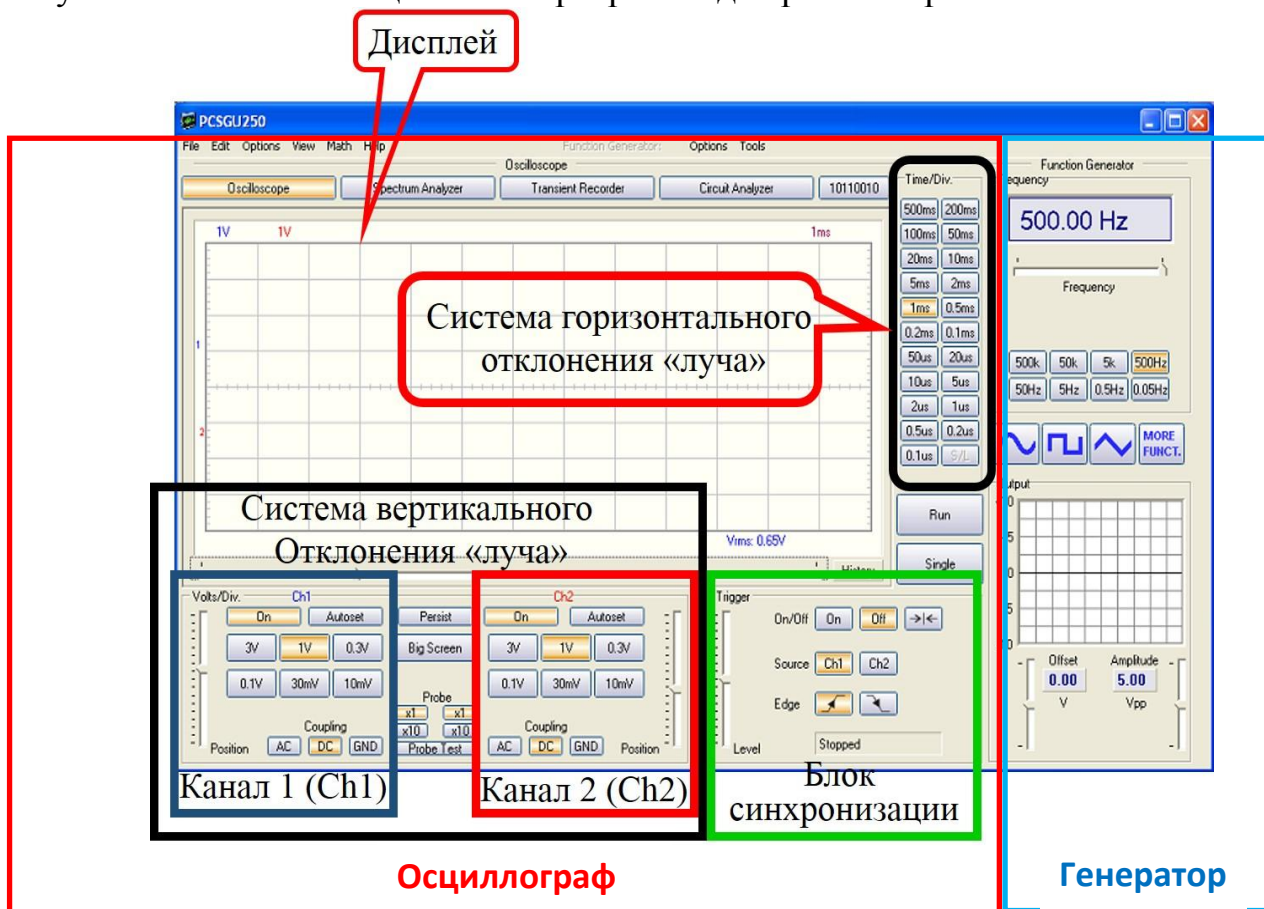 Дисплей
PCSGU250
File Edit Options View Math Help Function Generator: Options Tools
Oscilloscope
Oscilloscope Spectrum Analyzer Transient Recorder Circuit Analyzer 10110010
1V 1V 1ms
1
2
Система горизонтального
отклонения «луча»
Vrms: 0.65V
Time/Div.
500ms 200ms
100ms 50ms
20ms 10ms
5ms 2ms
1ms 0.5ms
0.2ms 0.1ms
50us 20us
10us 5us
2us 1us
0.5us 0.2us
0.1us S/L
Run
Single
Function Generator
500.00 Hz
Frequency
500k 50k 5k 500Hz
50Hz 5Hz 0.5Hz 0.05Hz
MORE
FUNCT.
Offset Amplitude
0.00 5.00
V Vpp
Система вертикального
Отклонения «луча»
Volts/Div. Ch1
On Autoset
3V 1V 0.3V
0.1V 30mV 10mV
Coupling
Position AC DC GND
Persist
Big Screen
Probe
x1 x1
x10 x10
Probe Test
Ch2
On Autoset
3V 1V 0.3V
0.1V 30mV 10mV
Coupling
AC DC GND Position
Trigger
On/Off On Off
Source Ch1 Ch2
Edge
Level Stopped
Канал 1 (Ch1)
Канал 2 (Ch2)
Блок
синхронизации
Осциллограф
Генератор